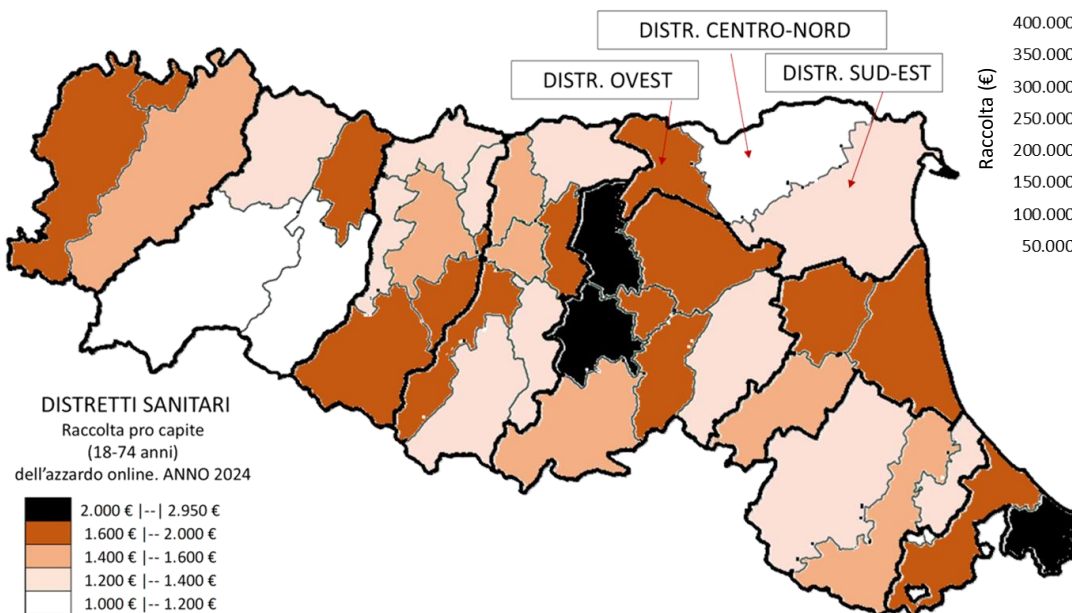 DISTR. CENTRO-NORD
DISTR. OVEST
DISTR. SUD-EST
Raccolta (€)
400.000
350.000
300.000
250.000
200.000
150.000
100.000
50.000
DISTRETTI SANITARI
Raccolta pro capite
(18-74 anni)
dell'azzardo online. ANNO 2024
2.000 € |--| 2.950 €
1.600 € |-- 2.000 €
1.400 € |-- 1.600 €
1.200 € |-- 1.400 €
1.000 € |-- 1.200 €